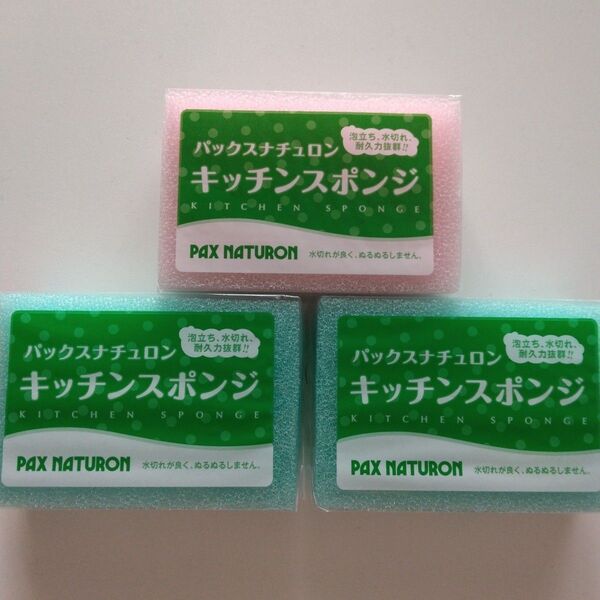 パックスナチュロン
泡立ち、水切れ、
耐久力抜群!!
キッチンスポンジ
KITCHEN SPONGE
PAX NATURON 水切れが良く、ぬるぬるしません。
パックスナチュロン
泡立ち、水切れ、
耐久力抜群!!
キッチンスポンジ
KITCHEN SPONGE
PAX NATURON 水切れが良く、ぬるぬるしません。
パックスナチュロン
泡立ち、水切れ、
耐久力抜群!!
キッチンスポンジ
KITCHEN SPONGE
PAX NATURON 水切れが良く、ぬるぬるしません。